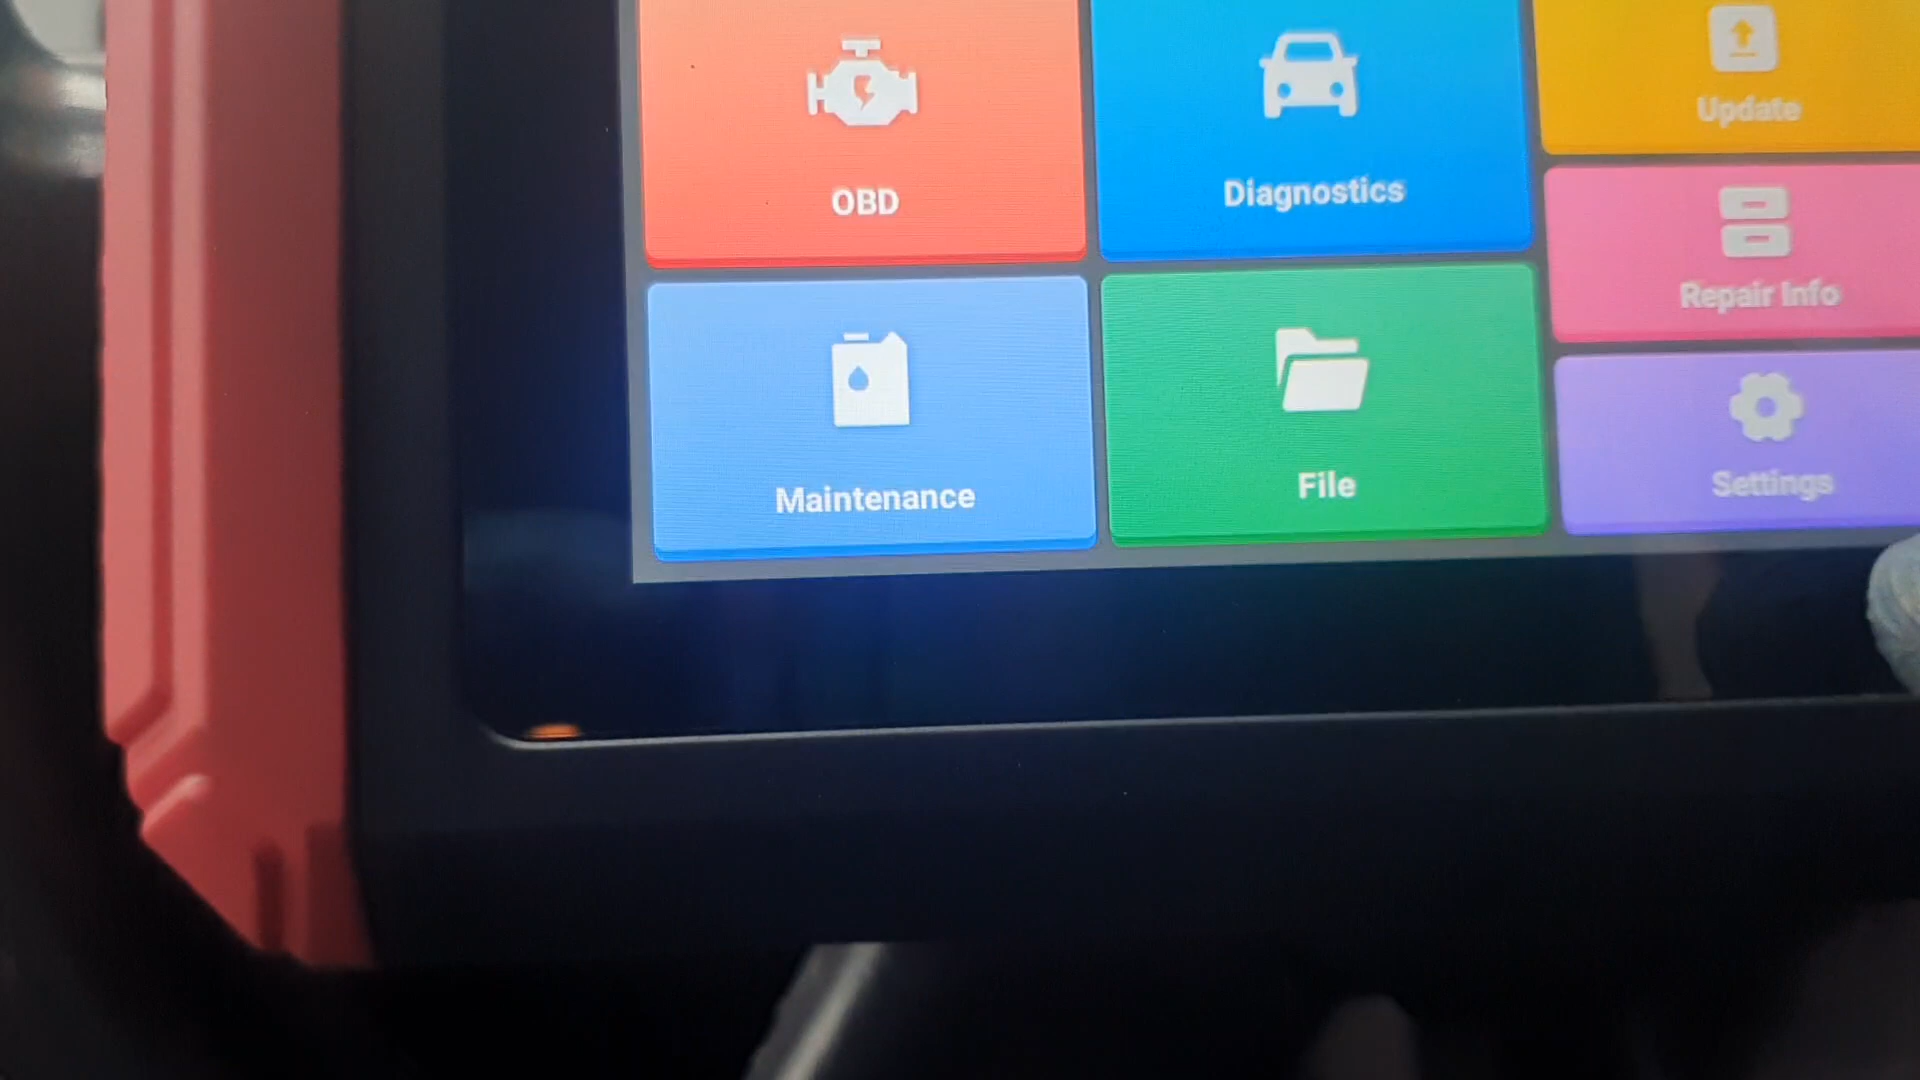 OBD
Diagnostics
Update
Repair Info
Maintenance
File
Settings